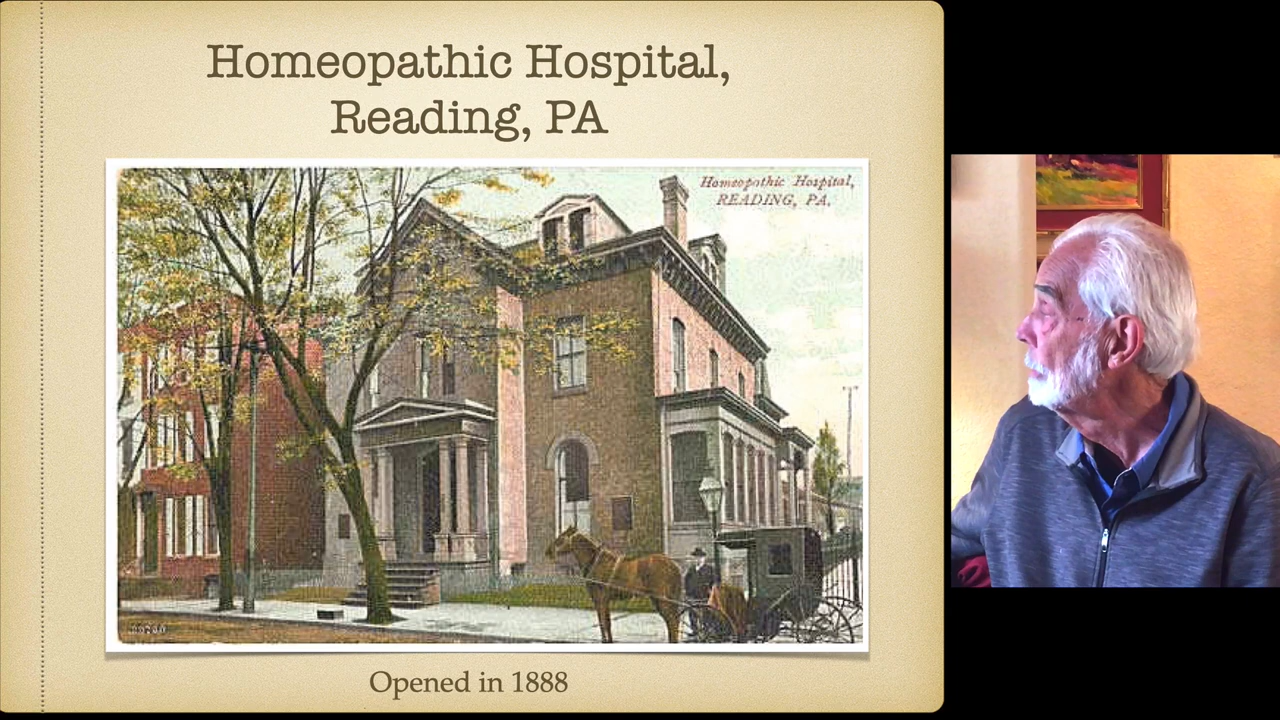 Homeopathic Hospital,
Reading, PA
Homeopathic Hospital,
READING, PA.
Opened in 1888